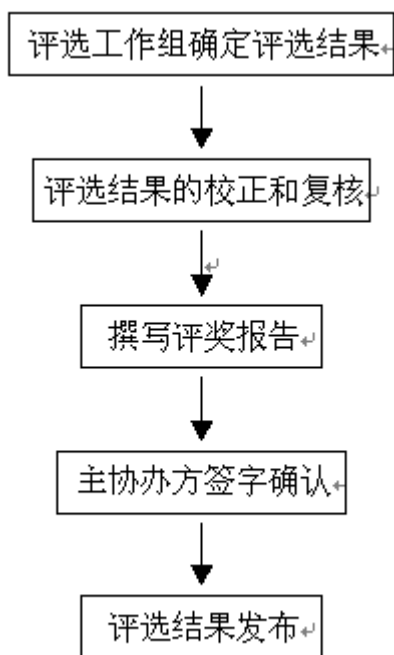 评选工作组确定评选结果
评选结果的校正和复核
撰写评奖报告
主协办方签字确认
评选结果发布